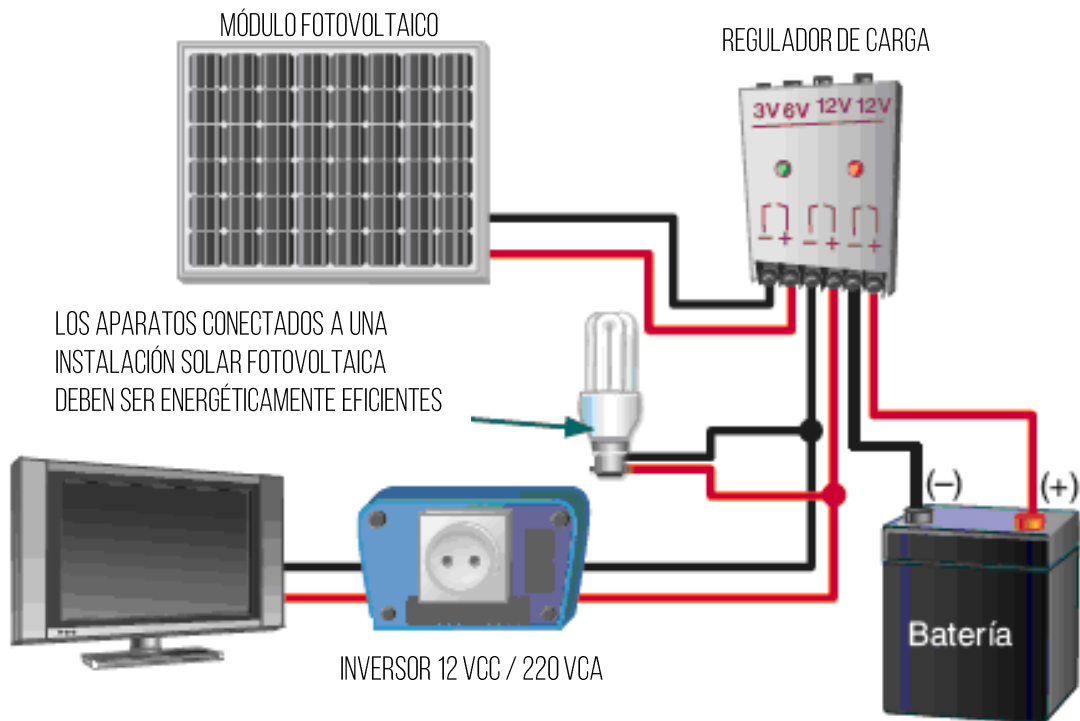 MÓDULO FOTOVOLTAICO
REGULADOR DE CARGA
3V 6V 12V 12V
- + - + - +
LOS APARATOS CONECTADOS A UNA
INSTALACIÓN SOLAR FOTOVOLTAICA
DEBEN SER ENERGÉTICAMENTE EFICIENTES
(–) (+)
Batería
INVERSOR 12 VCC / 220 VCA